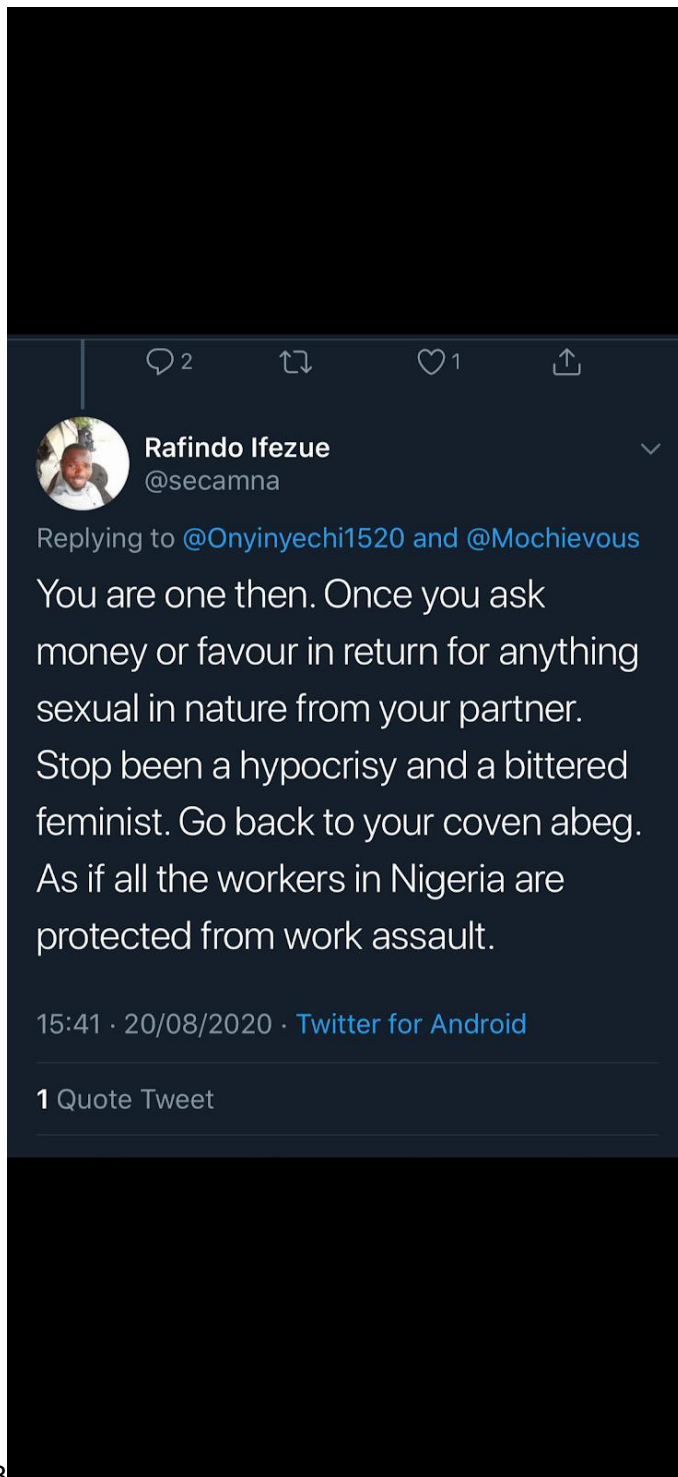 2 1
Rafindo Ifezue
@secamna
Replying to @Onyinyechi1520 and @Mochievous
You are one then. Once you ask
money or favour in return for anything
sexual in nature from your partner.
Stop been a hypocrisy and a bittered
feminist. Go back to your coven abeg.
As if all the workers in Nigeria are
protected from work assault.
15:41 · 20/08/2020 · Twitter for Android
1 Quote Tweet